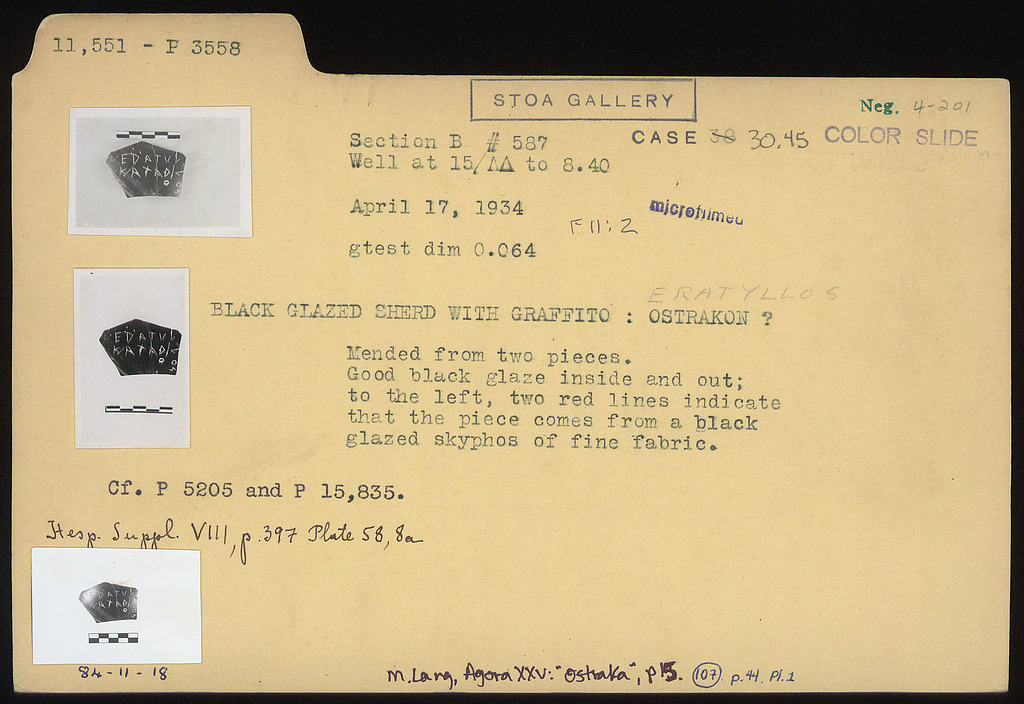 11,551 - P 3558
STOA GALLERY
Neg. 4-201
Section B # 587
CASE 38 30.45 COLOR SLIDE
Well at 15/ΛΔ to 8.40
April 17, 1934
microfilmed
F 11:2
gtest dim 0.064
ERATYLLOS
BLACK GLAZED SHERD WITH GRAFFITO : OSTRAKON ?
Mended from two pieces.
Good black glaze inside and out;
to the left, two red lines indicate
that the piece comes from a black
glazed skyphos of fine fabric.
Cf. P 5205 and P 15,835.
Hesp. Suppl. VIII, p.397 Plate 58, 8a
84-11-18
M. Lang, Agora XXV: "Ostraka", p15. 107 p.44. Pl.1